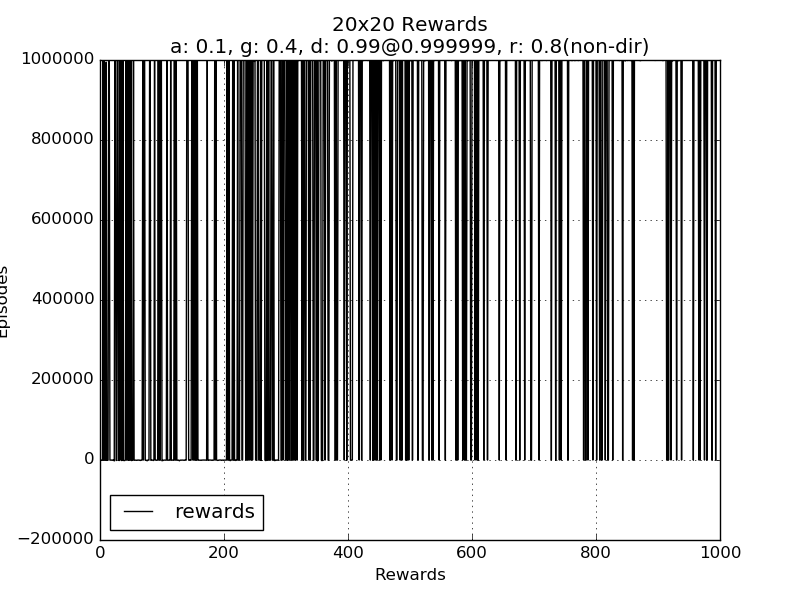 20x20 Rewards
a: 0.1, g: 0.4, d: 0.99@0.999999, r: 0.8(non-dir)
1000000
800000
600000
400000
200000
0
−200000
Episodes
rewards
0 200 400 600 800 1000
Rewards